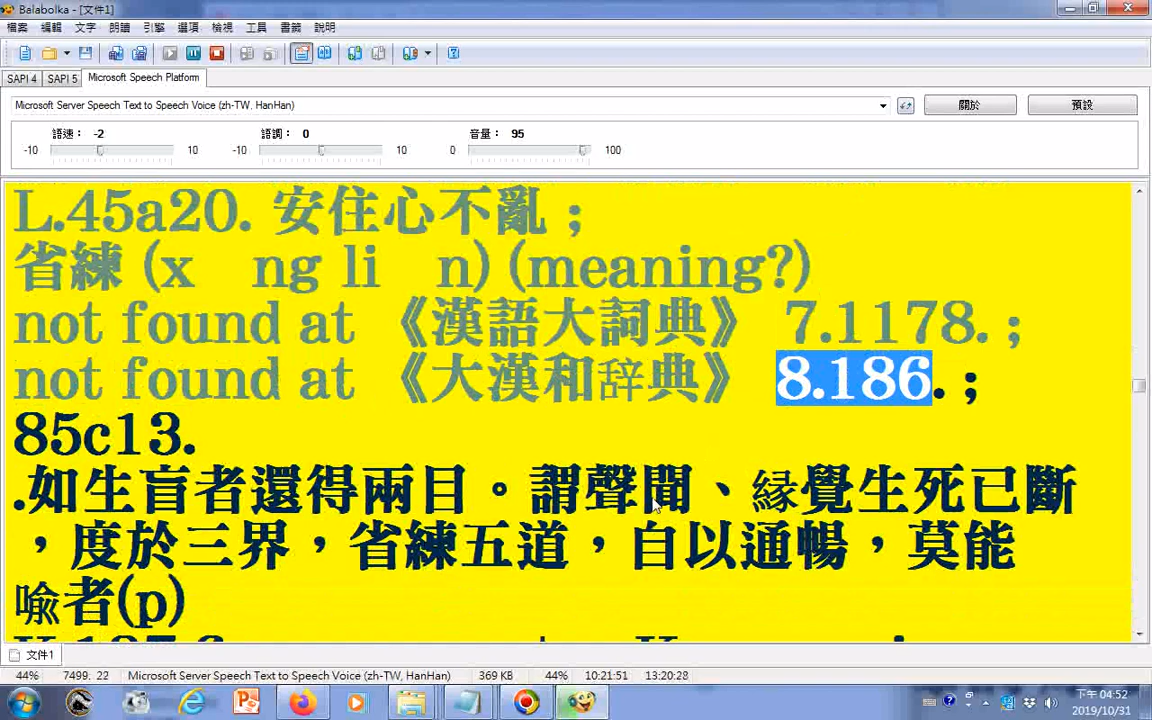 Balabolka - [文件1]
檔案 編輯 文字 朗讀 引擎 選項 檢視 工具 書籤 說明
SAPI 4 SAPI 5 Microsoft Speech Platform
Microsoft Server Speech Text to Speech Voice (zh-TW, HanHan) 關於 預設
語速： -2 語調： 0 音量： 95
-10 10 -10 10 0 100
L.45a20. 安住心不亂；
省練 (x ng li n) (meaning?)
not found at 《漢語大詞典》 7.1178.；
not found at 《大漢和辞典》 8.186.；
85c13.
.如生盲者還得兩目。謂聲聞、縁覺生死已斷
，度於三界，省練五道，自以通暢，莫能
喩者(p)
文件1
44% 7499. 22 Microsoft Server Speech Text to Speech Voice (zh-TW, HanHan) 369 KB 44% 10:21:51 13:20:28
下午 04:52
2019/10/31